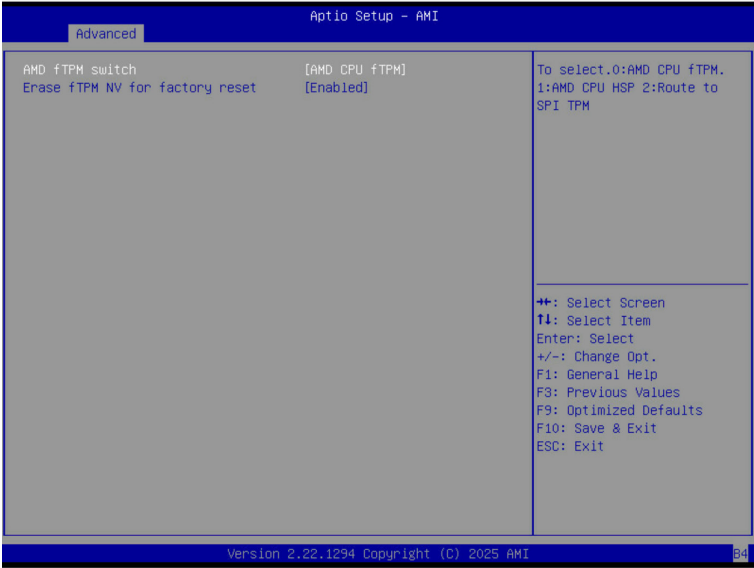 Aptio Setup - AMI
Advanced
AMD fTPM switch [AMD CPU fTPM]
Erase fTPM NV for factory reset [Enabled]
To select.0:AMD CPU fTPM.
1:AMD CPU HSP 2:Route to
SPI TPM
→←: Select Screen
↑↓: Select Item
Enter: Select
+/-: Change Opt.
F1: General Help
F3: Previous Values
F9: Optimized Defaults
F10: Save & Exit
ESC: Exit
Version 2.22.1294 Copyright (C) 2025 AMI
B4